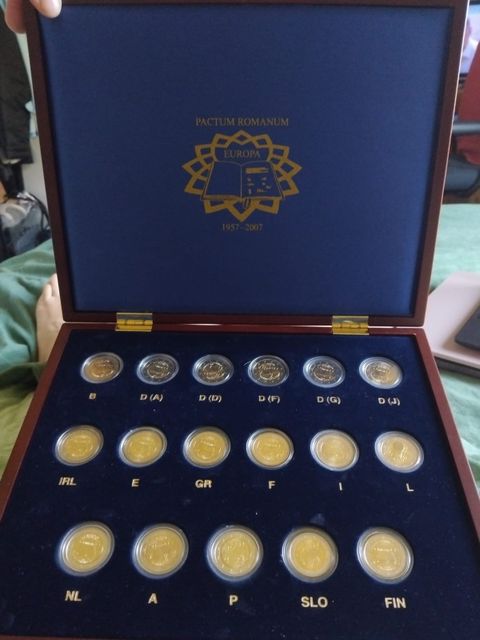 PACTUM ROMANUM
EUROPA
1957-2007
B D (A) D (D) D (F) D (G) D (J)
IRL E GR F I L
NL A P SLO FIN